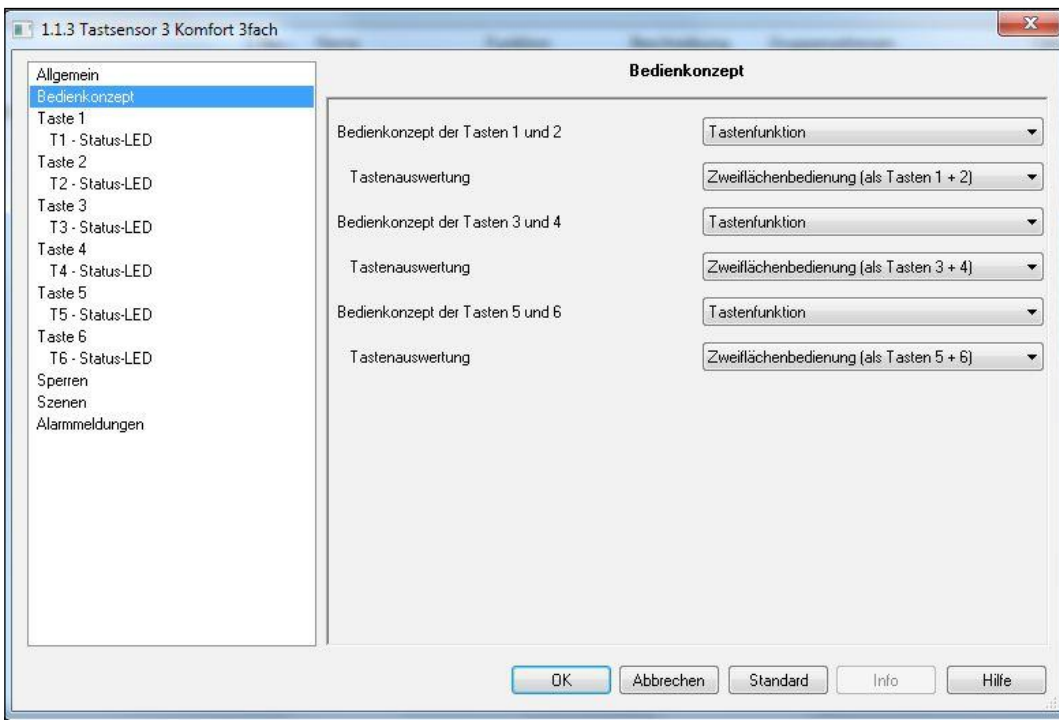 1.1.3 Tastsensor 3 Komfort 3fach
Allgemein
Bedienkonzept
Taste 1
T1 - Status-LED
Taste 2
T2 - Status-LED
Taste 3
T3 - Status-LED
Taste 4
T4 - Status-LED
Taste 5
T5 - Status-LED
Taste 6
T6 - Status-LED
Sperren
Szenen
Alarmmeldungen
Bedienkonzept
Bedienkonzept der Tasten 1 und 2
Tastenfunktion
Tastenauswertung
Zweiflächenbedienung (als Tasten 1 + 2)
Bedienkonzept der Tasten 3 und 4
Tastenfunktion
Tastenauswertung
Zweiflächenbedienung (als Tasten 3 + 4)
Bedienkonzept der Tasten 5 und 6
Tastenfunktion
Tastenauswertung
Zweiflächenbedienung (als Tasten 5 + 6)
OK
Abbrechen
Standard
Info
Hilfe